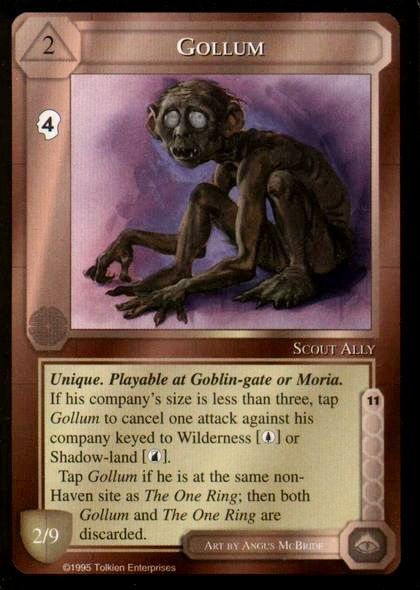 2
GOLLUM
4
SCOUT ALLY
Unique. Playable at Goblin-gate or Moria.
If his company's size is less than three, tap
Gollum to cancel one attack against his
company keyed to Wilderness [ ] or
Shadow-land [ ].
Tap Gollum if he is at the same non-
Haven site as The One Ring; then both
Gollum and The One Ring are
discarded.
11
2/9
ART BY ANGUS MCBRIDE
©1995 Tolkien Enterprises